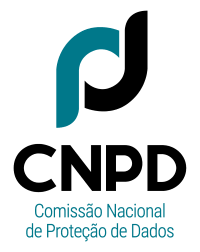 CNPD
Comissão Nacional
de Proteção de Dados